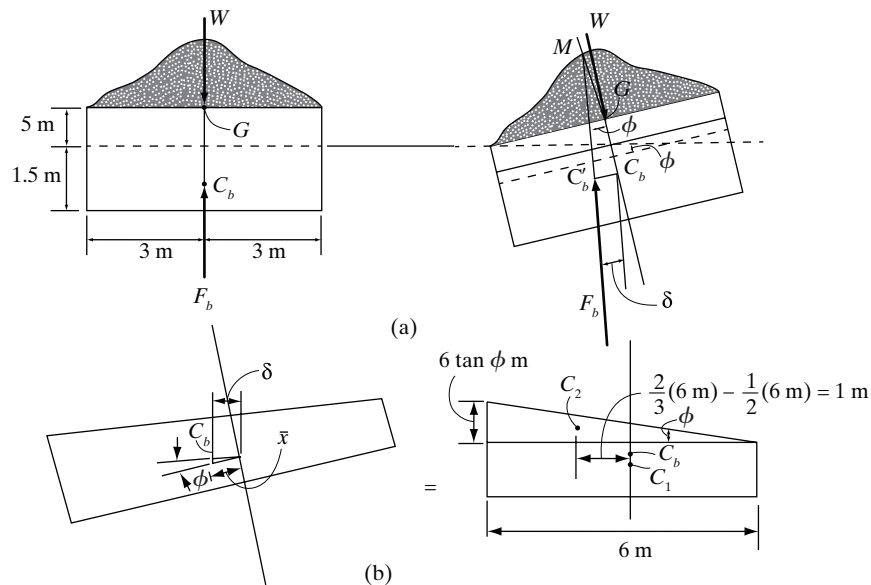 W
5 m
G
1.5 m
C_b
3 m
3 m
F_b
W
M
G
ϕ
ϕ
C_b
C'_b
F_b
δ
(a)
δ
C_b
x̄
ϕ
=
6 tan ϕ m
C_2
2/3(6 m) − 1/2(6 m) = 1 m
ϕ
C_b
C_1
6 m
(b)